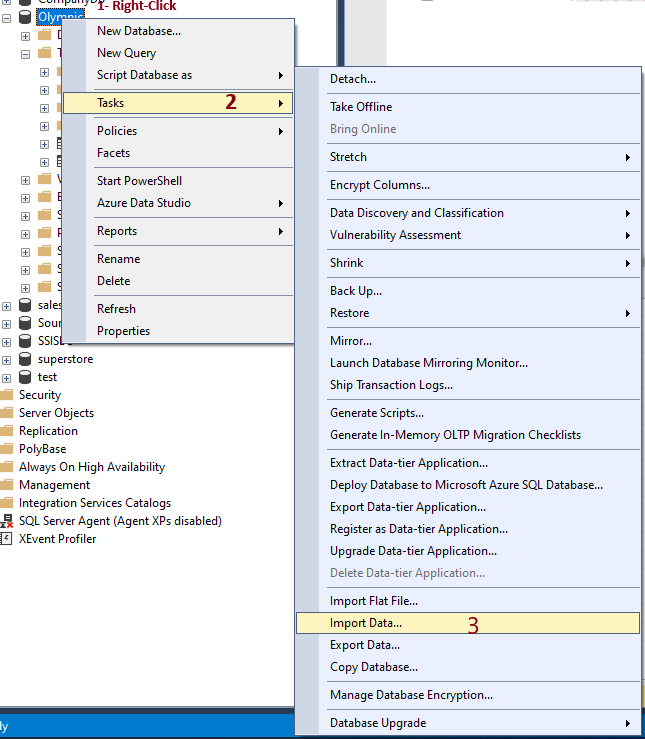 CompanyD
1- Right-Click
Olympic
New Database...
New Query
Script Database as
Tasks 2
Policies
Facets
Start PowerShell
Azure Data Studio
Reports
Rename
Delete
Refresh
Properties
Detach...
Take Offline
Bring Online
Stretch
Encrypt Columns...
Data Discovery and Classification
Vulnerability Assessment
Shrink
Back Up...
Restore
Mirror...
Launch Database Mirroring Monitor...
Ship Transaction Logs...
Generate Scripts...
Generate In-Memory OLTP Migration Checklists
Extract Data-tier Application...
Deploy Database to Microsoft Azure SQL Database...
Export Data-tier Application...
Register as Data-tier Application...
Upgrade Data-tier Application...
Delete Data-tier Application...
Import Flat File...
Import Data... 3
Export Data...
Copy Database...
Manage Database Encryption...
Database Upgrade
sales
Sour
SSISD
superstore
test
Security
Server Objects
Replication
PolyBase
Always On High Availability
Management
Integration Services Catalogs
SQL Server Agent (Agent XPs disabled)
XEvent Profiler
dy